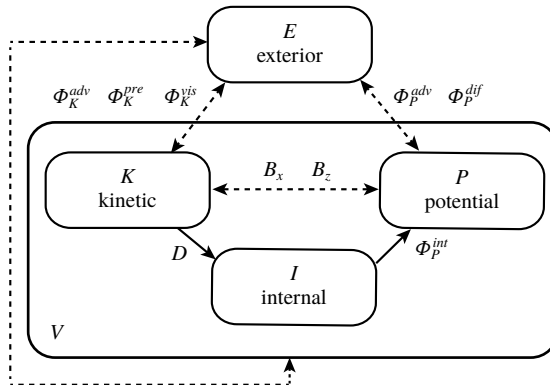 E
exterior
Φ_K^{adv} Φ_K^{pre} Φ_K^{vis}
Φ_P^{adv} Φ_P^{dif}
K
kinetic
B_x B_z
P
potential
D
Φ_P^{int}
I
internal
V